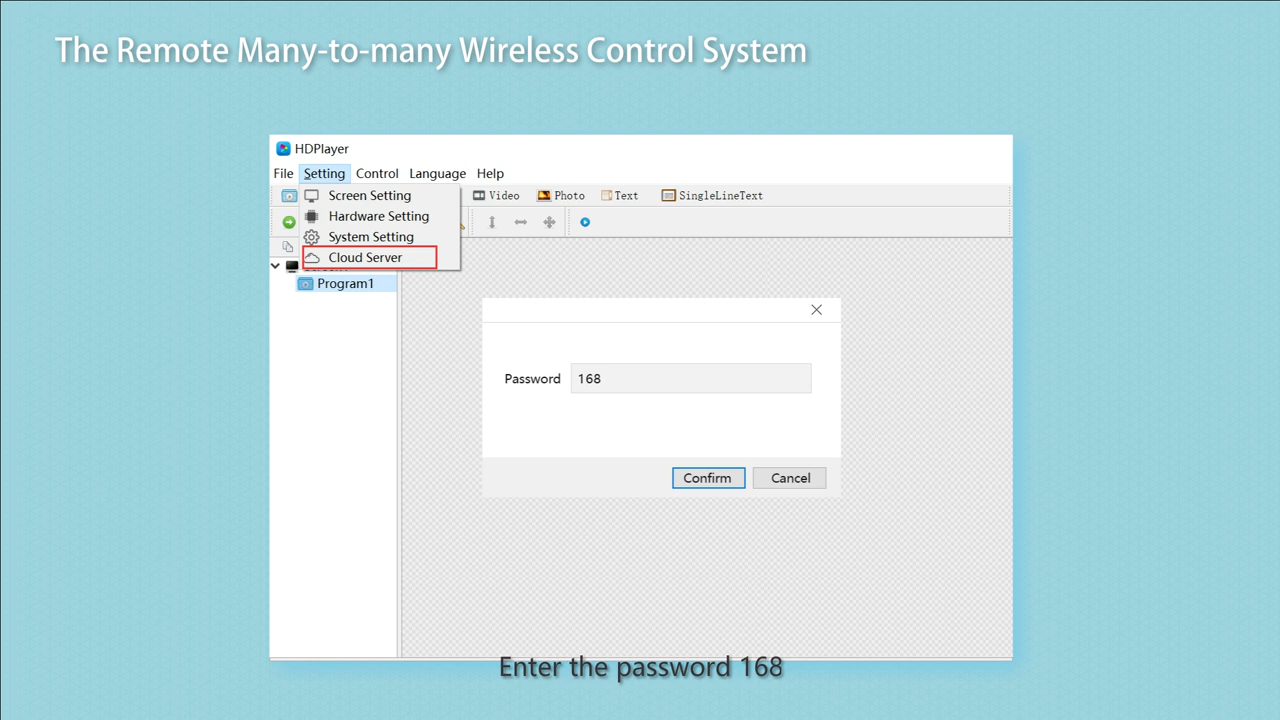 The Remote Many-to-many Wireless Control System
HDPlayer
File Setting Control Language Help
Screen Setting
Video Photo Text SingleLineText
Hardware Setting
System Setting
Cloud Server
Program1
Password 168
Confirm Cancel
Enter the password 168